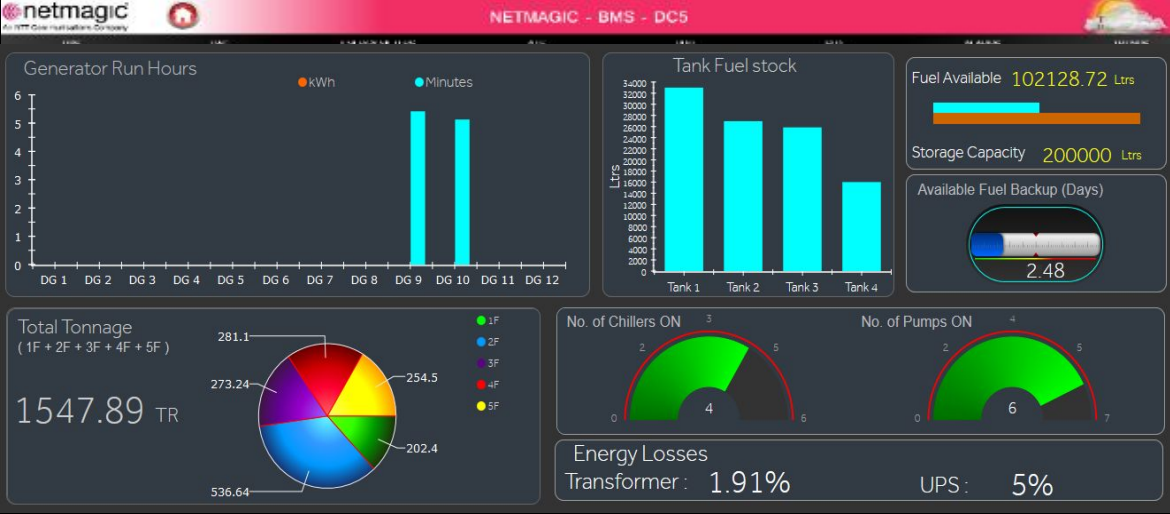 netmagic
An NTT Communications Company
NETMAGIC - BMS - DC5
Generator Run Hours
kWh
Minutes
6
5
4
3
2
1
0
DG 1 DG 2 DG 3 DG 4 DG 5 DG 6 DG 7 DG 8 DG 9 DG 10 DG 11 DG 12
Tank Fuel stock
Ltrs
34000
32000
30000
28000
26000
24000
22000
20000
18000
16000
14000
12000
10000
8000
6000
4000
2000
0
Tank 1 Tank 2 Tank 3 Tank 4
Fuel Available 102128.72 Ltrs
Storage Capacity 200000 Ltrs
Available Fuel Backup (Days)
2.48
Total Tonnage
( 1F + 2F + 3F + 4F + 5F )
1547.89 TR
281.1
273.24
536.64
254.5
202.4
1F
2F
3F
4F
5F
No. of Chillers ON
0
2
3
5
6
4
No. of Pumps ON
0
2
4
5
7
6
Energy Losses
Transformer : 1.91%
UPS : 5%